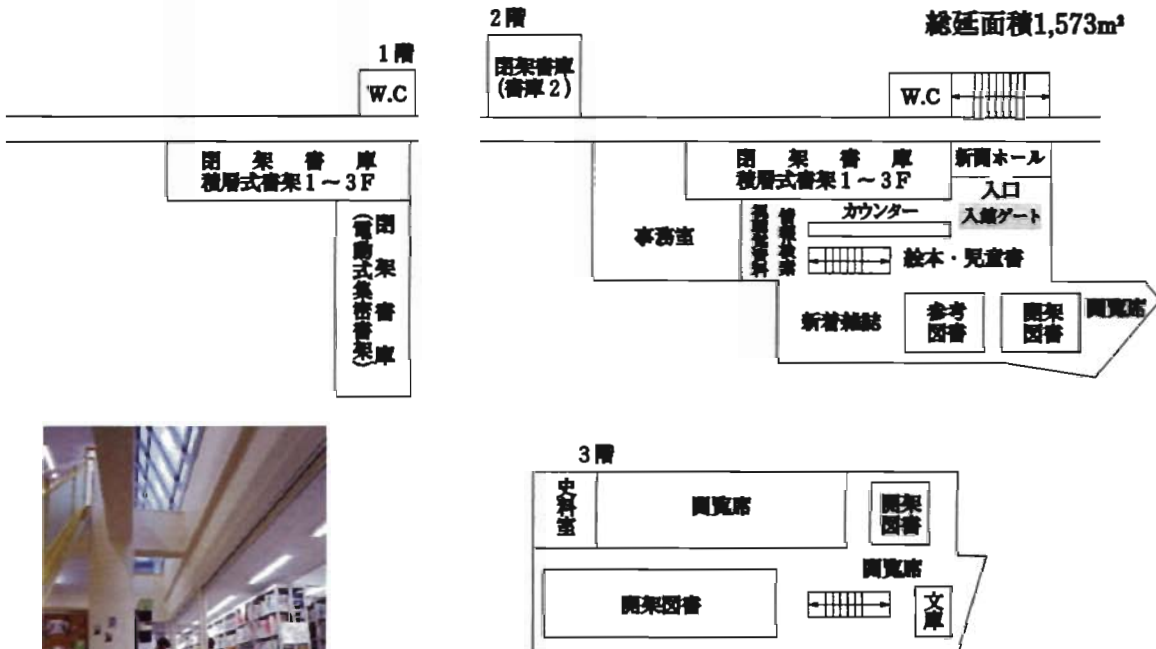 1階
W.C
閉架書庫
積層式書架1～3F
閉架書庫
(電動式集密書架)
2階
総延面積1,573m²
閉架書庫
(書庫2)
W.C
閉架書庫
積層式書架1～3F
新聞ホール
入口
入館ゲート
事務室
視聴覚資料
情報検索
カウンター
絵本・児童書
新着雑誌
参考
図書
開架
図書
閲覧席
3階
史料室
閲覧席
開架
図書
閲覧席
開架図書
文庫